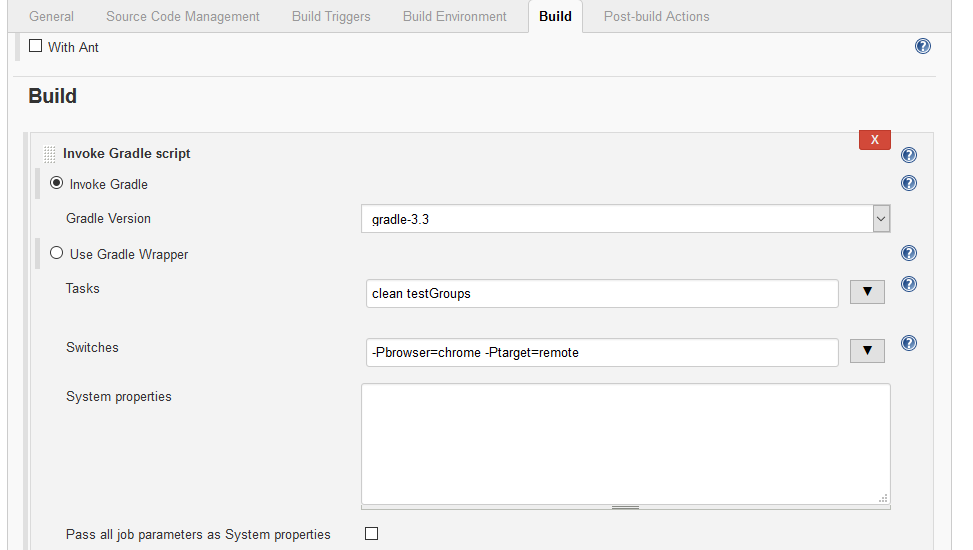 General Source Code Management Build Triggers Build Environment Build Post-build Actions
With Ant
Build
X
Invoke Gradle script
Invoke Gradle
Gradle Version gradle-3.3
Use Gradle Wrapper
Tasks clean testGroups ▼
Switches -Pbrowser=chrome -Ptarget=remote ▼
System properties
Pass all job parameters as System properties